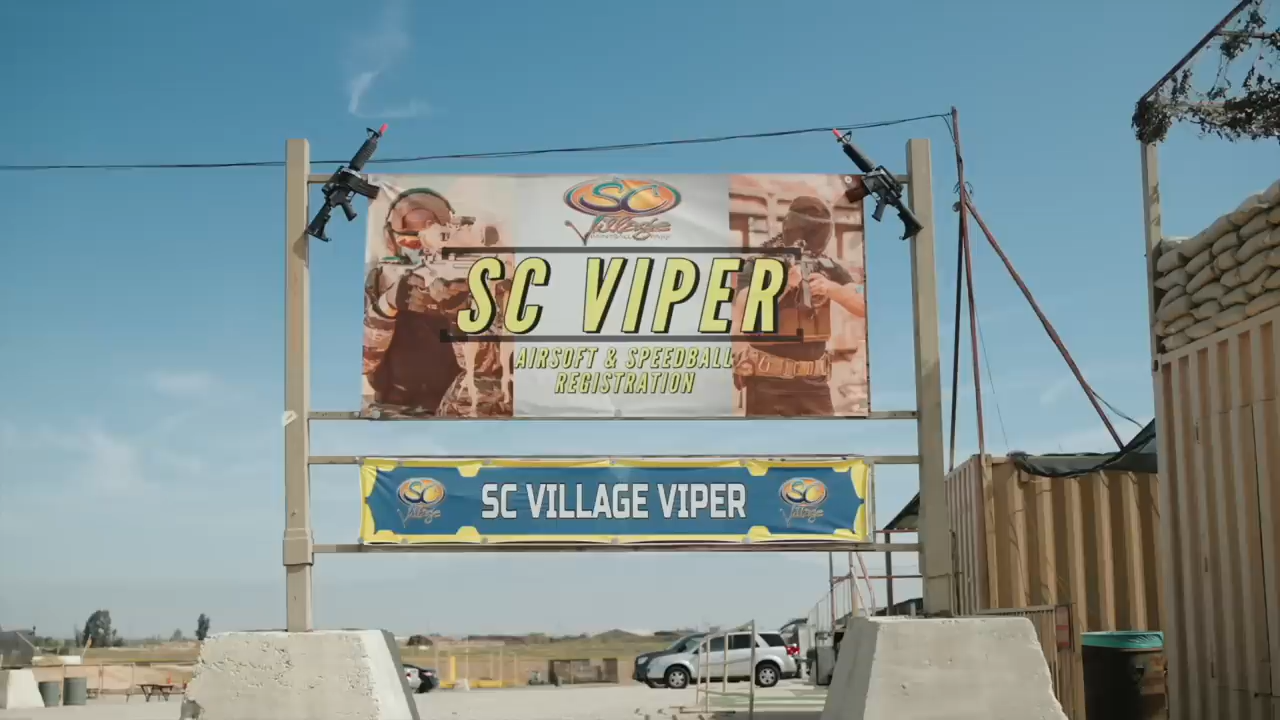 SC
Village
SC VIPER
AIRSOFT & SPEEDBALL
REGISTRATION
SC
Village
SC VILLAGE VIPER
SC
Village